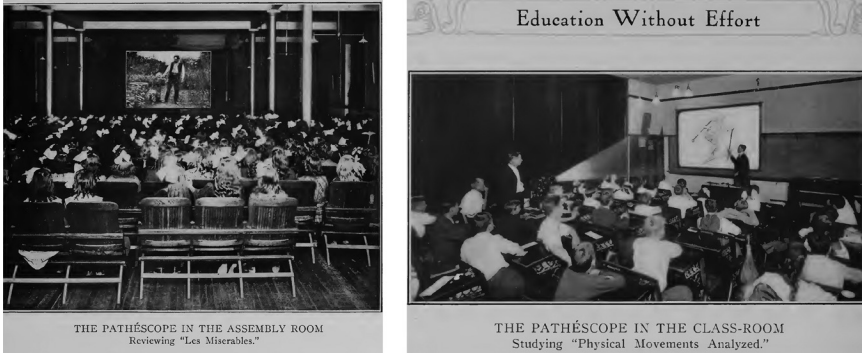 THE PATHÉSCOPE IN THE ASSEMBLY ROOM
Reviewing "Les Miserables."
Education Without Effort
THE PATHÉSCOPE IN THE CLASS-ROOM
Studying "Physical Movements Analyzed."